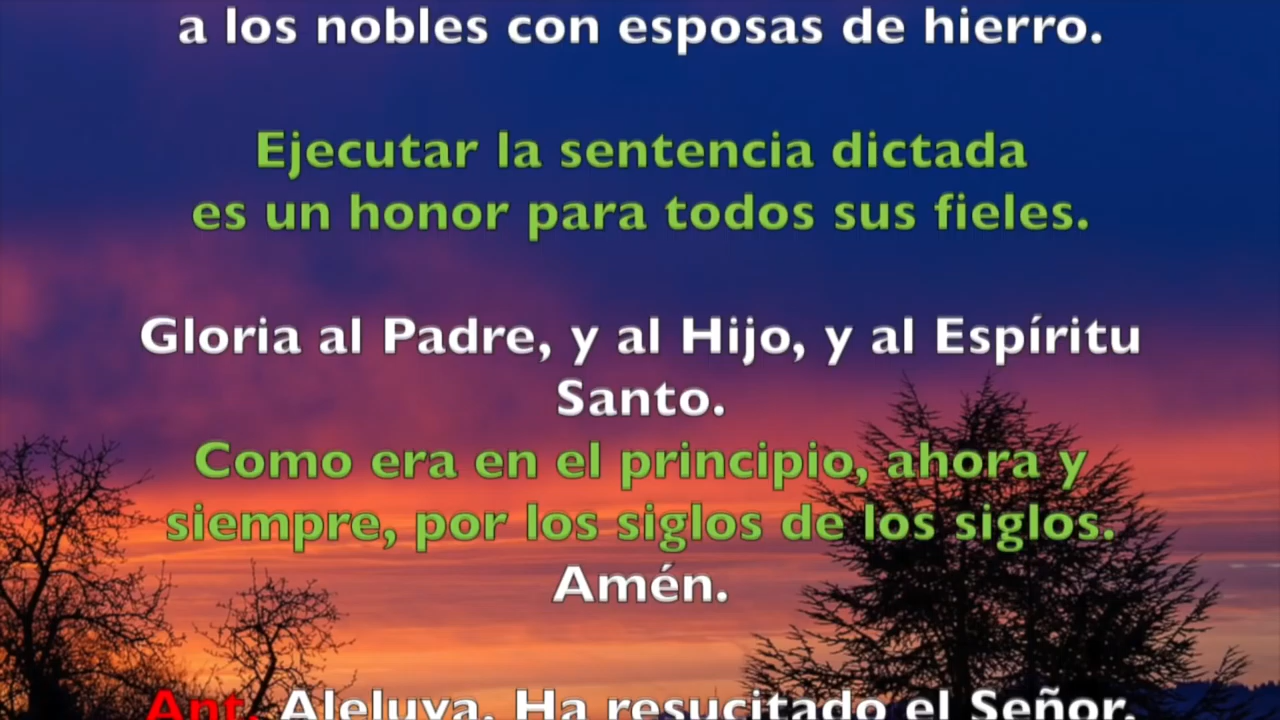 a los nobles con esposas de hierro.
Ejecutar la sentencia dictada
es un honor para todos sus fieles.
Gloria al Padre, y al Hijo, y al Espíritu
Santo.
Como era en el principio, ahora y
siempre, por los siglos de los siglos.
Amén.
Ant. Aleluya. Ha resucitado el Señor,